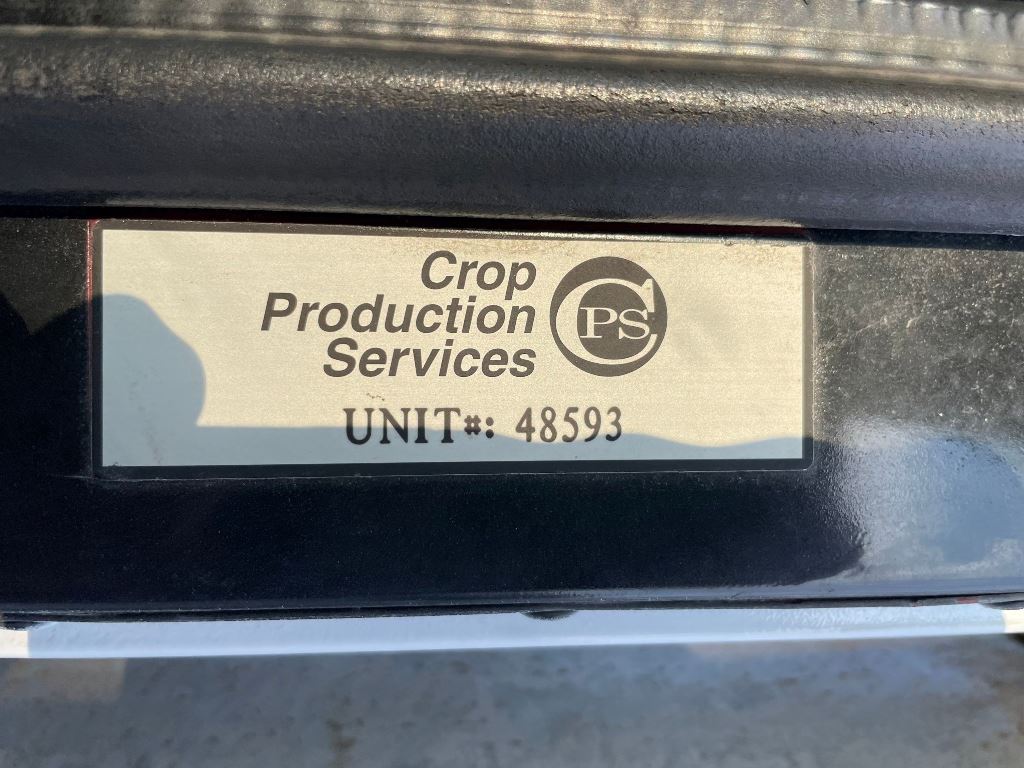 Crop
Production
Services
CPS
UNIT#: 48593